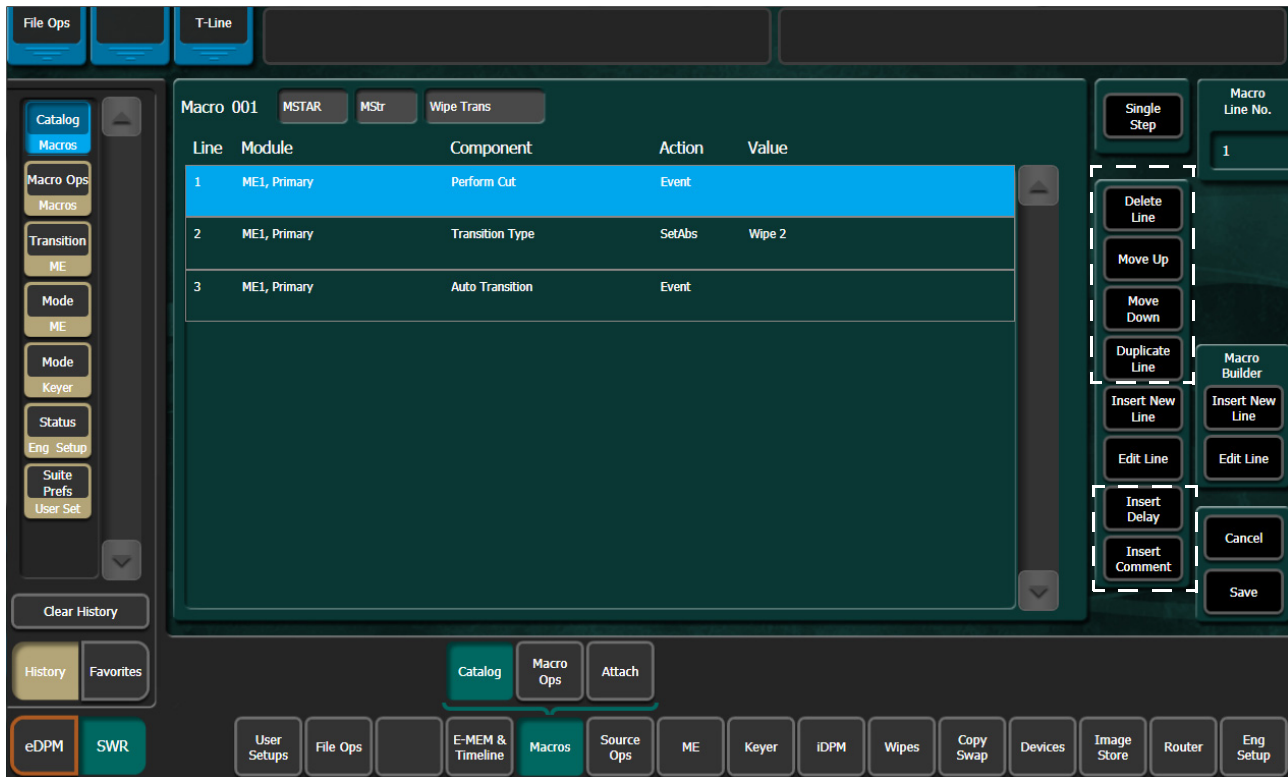 File Ops
T-Line
Catalog
Macros
Macro Ops
Macros
Transition
ME
Mode
ME
Mode
Keyer
Status
Eng Setup
Suite
Prefs
User Set
Clear History
History
Favorites
eDPM
SWR
Macro 001 MSTAR MStr Wipe Trans
Line Module Component Action Value
1 ME1, Primary Perform Cut Event
2 ME1, Primary Transition Type SetAbs Wipe 2
3 ME1, Primary Auto Transition Event
Single
Step
Delete
Line
Move Up
Move
Down
Duplicate
Line
Insert New
Line
Edit Line
Insert
Delay
Insert
Comment
Macro
Line No.
1
Macro
Builder
Insert New
Line
Edit Line
Cancel
Save
Catalog
Macro
Ops
Attach
User
Setups
File Ops
E-MEM &
Timeline
Macros
Source
Ops
ME
Keyer
iDPM
Wipes
Copy
Swap
Devices
Image
Store
Router
Eng
Setup